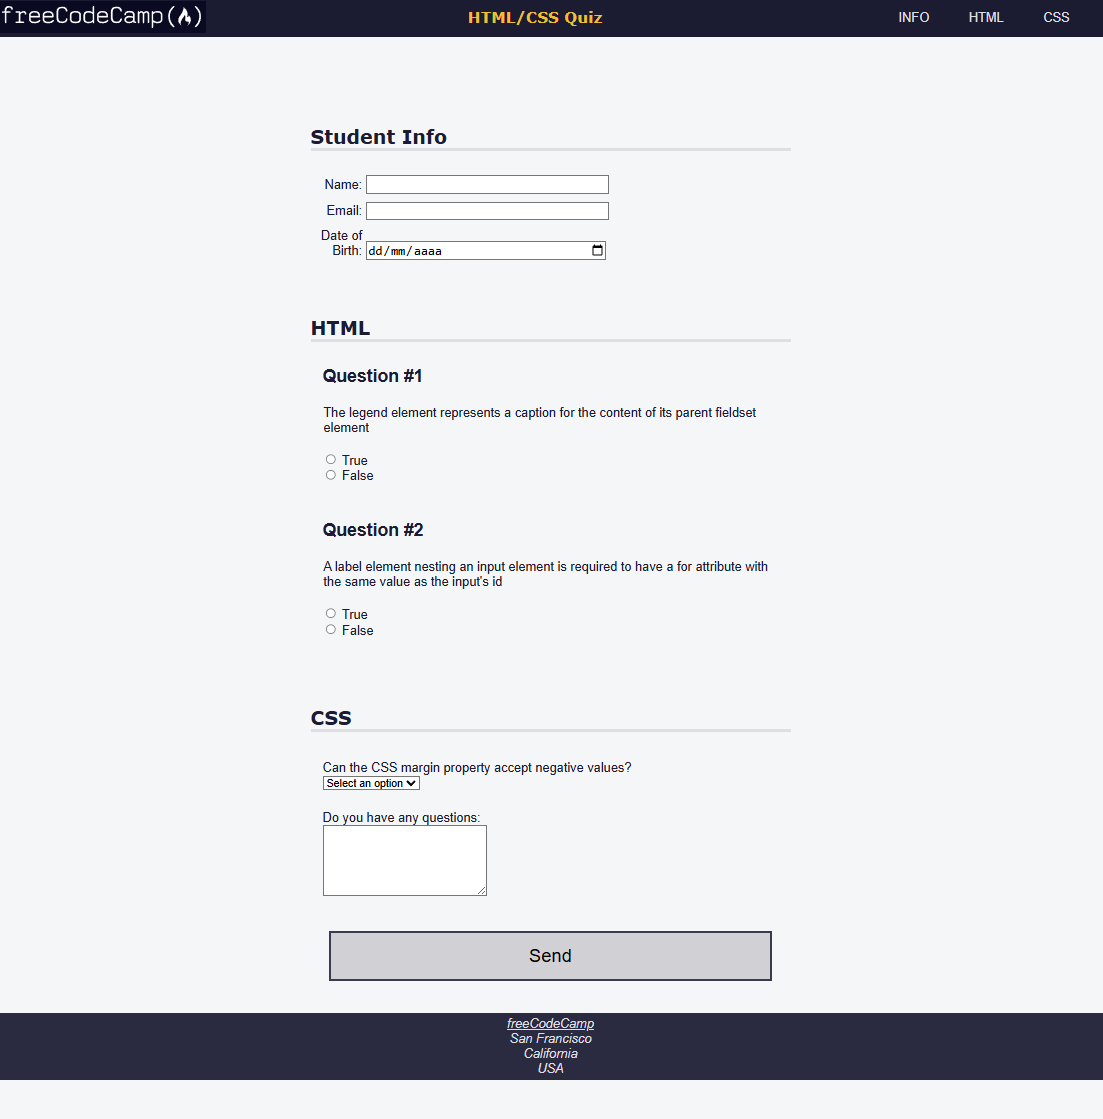 freeCodeCamp
HTML/CSS Quiz
INFO
HTML
CSS
Student Info
Name:
Email:
Date of
Birth:
dd/mm/aaaa
HTML
Question #1
The legend element represents a caption for the content of its parent fieldset
element
True
False
Question #2
A label element nesting an input element is required to have a for attribute with
the same value as the input's id
True
False
CSS
Can the CSS margin property accept negative values?
Select an option
Do you have any questions:
Send
freeCodeCamp
San Francisco
California
USA